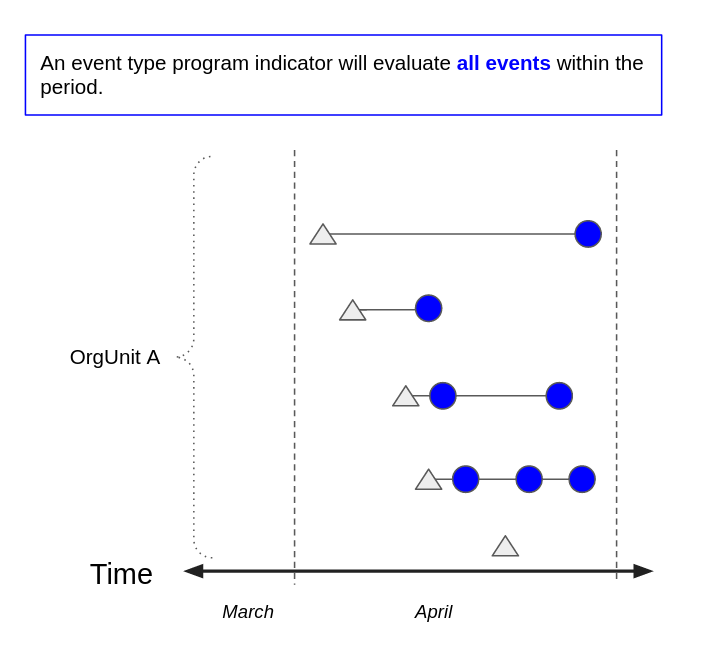 An event type program indicator will evaluate all events within the
period.
OrgUnit A
Time
March
April